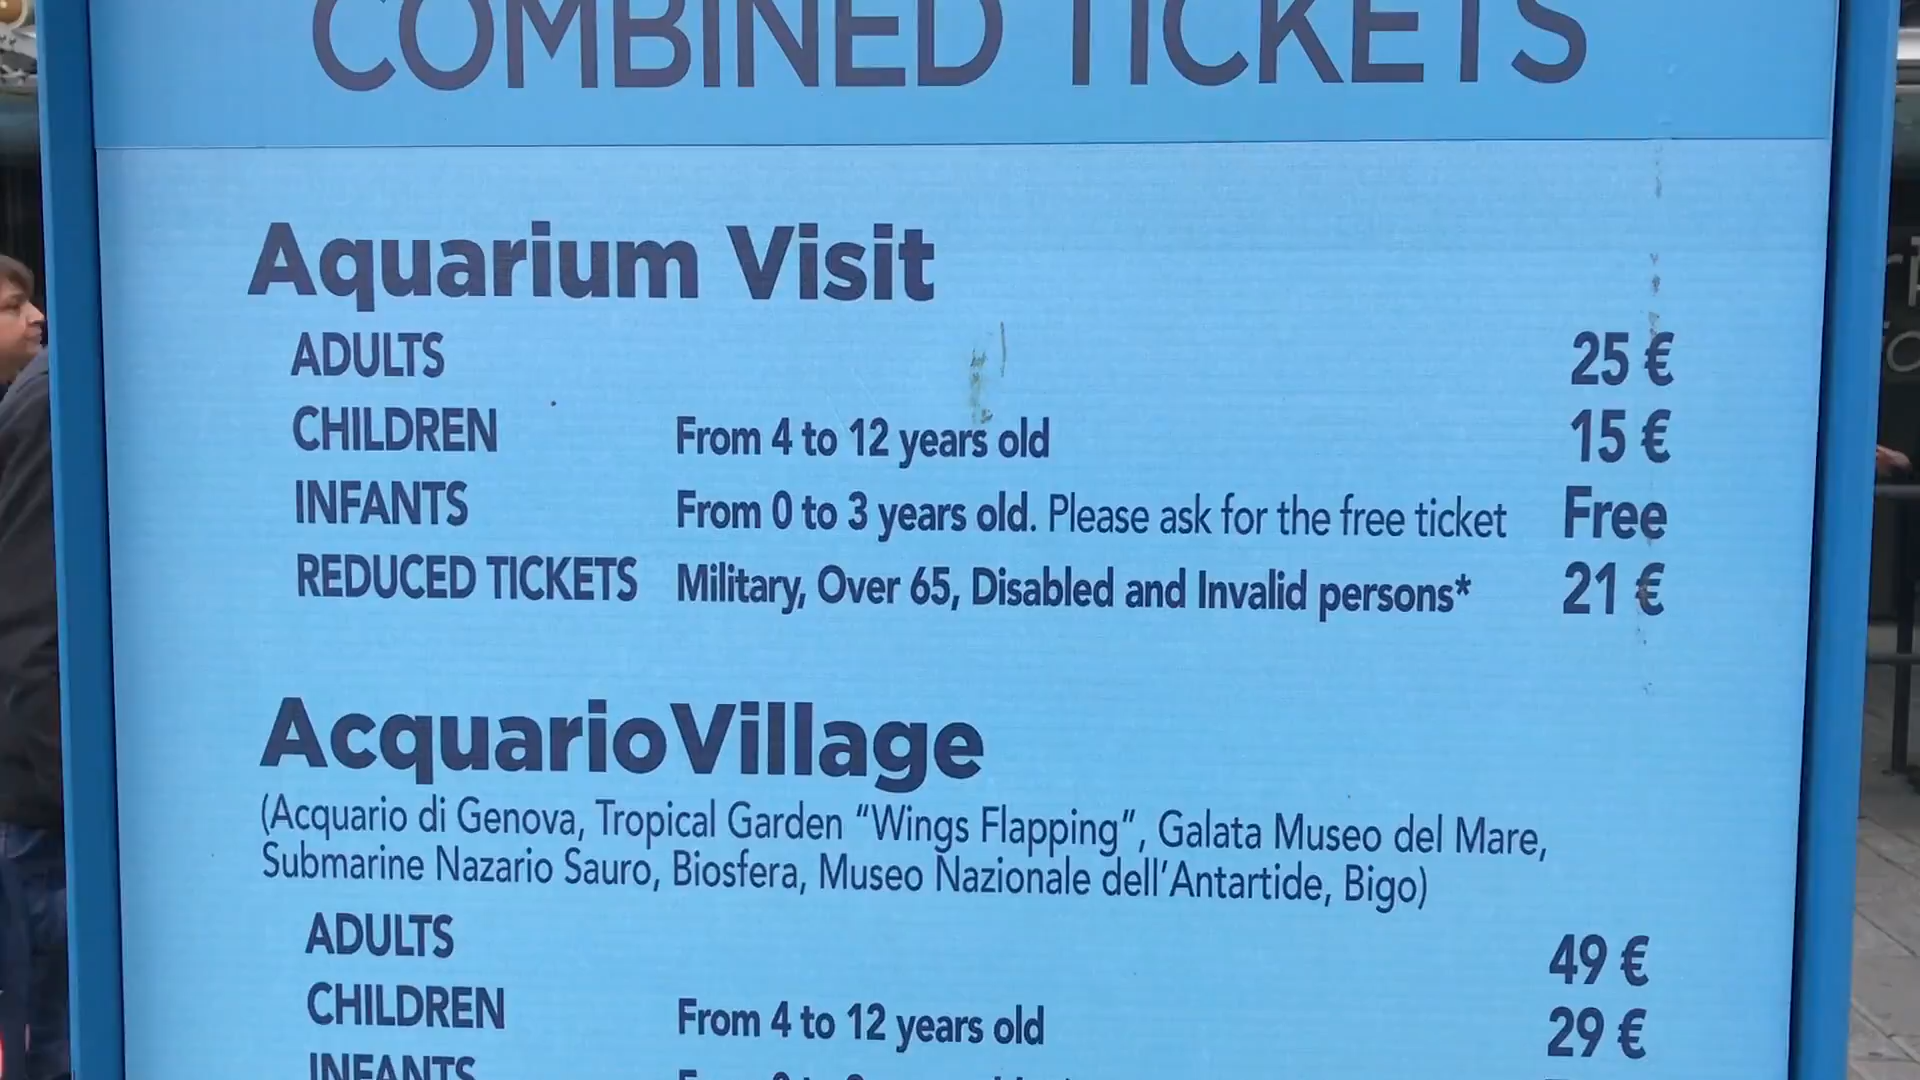 COMBINED TICKETS
Aquarium Visit
ADULTS 25 €
CHILDREN From 4 to 12 years old 15 €
INFANTS From 0 to 3 years old. Please ask for the free ticket Free
REDUCED TICKETS Military, Over 65, Disabled and Invalid persons* 21 €
AcquarioVillage
(Acquario di Genova, Tropical Garden “Wings Flapping”, Galata Museo del Mare,
Submarine Nazario Sauro, Biosfera, Museo Nazionale dell’Antartide, Bigo)
ADULTS 49 €
CHILDREN From 4 to 12 years old 29 €
INFANTS